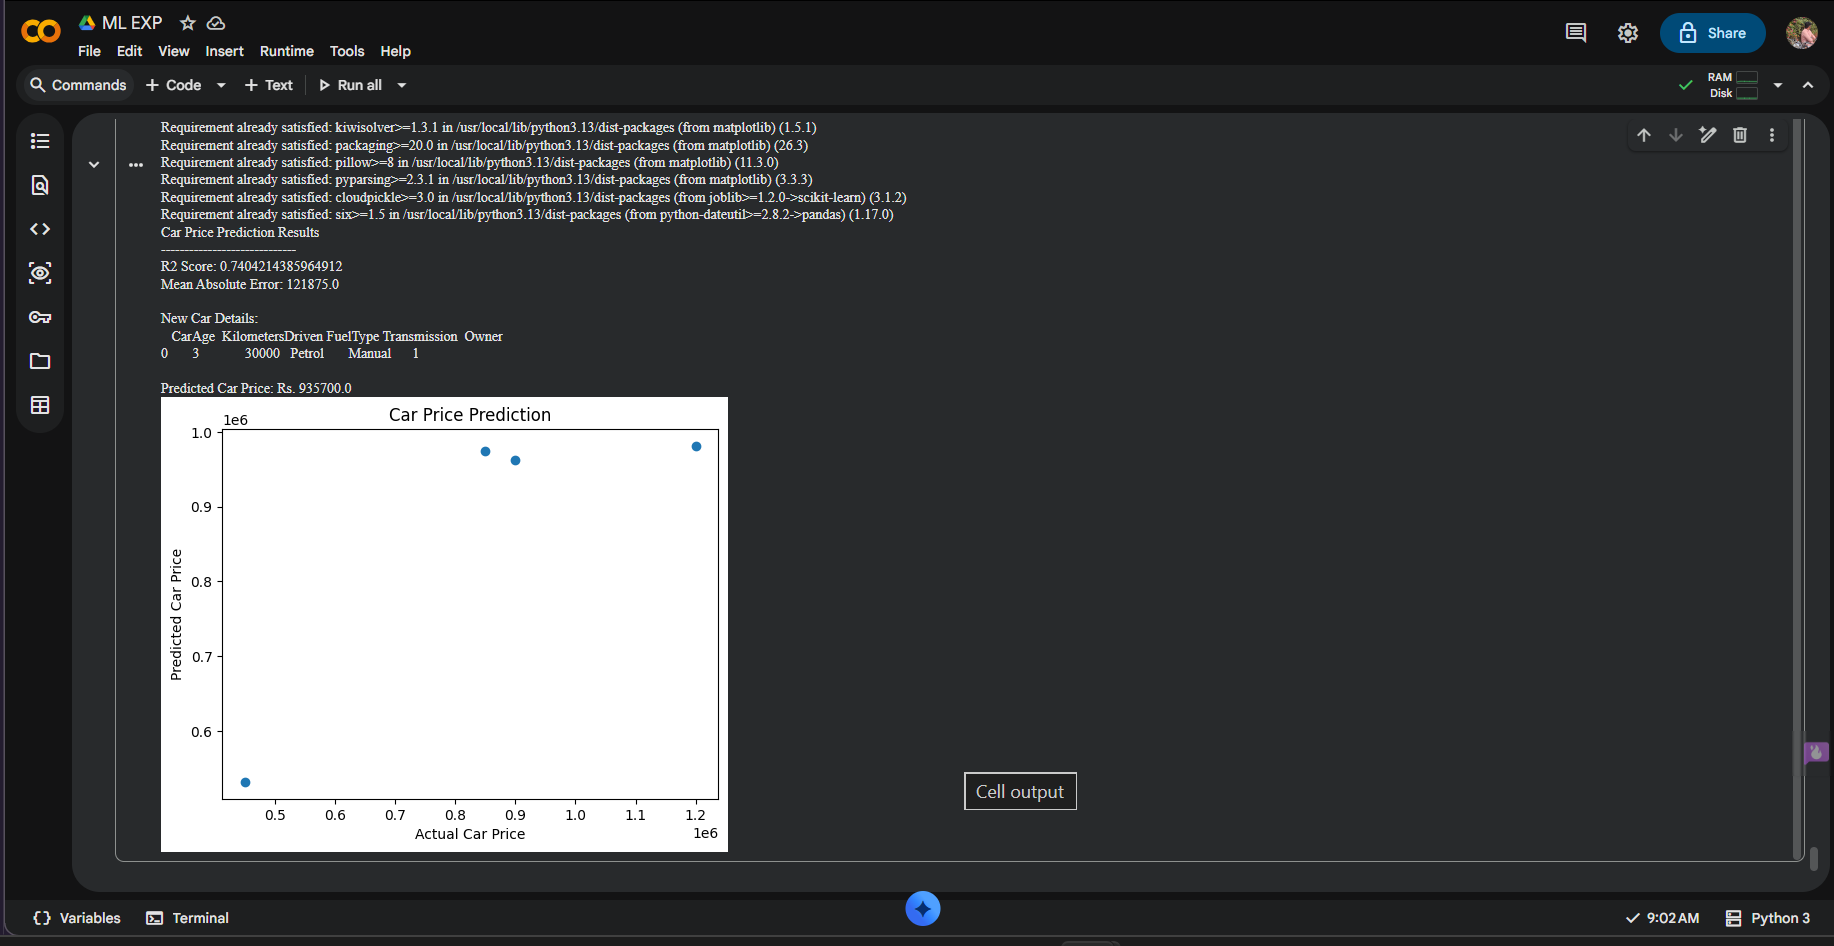 ML EXP
File Edit View Insert Runtime Tools Help
Share
Commands + Code + Text Run all
RAM
Disk
Requirement already satisfied: kiwisolver>=1.3.1 in /usr/local/lib/python3.13/dist-packages (from matplotlib) (1.5.1)
Requirement already satisfied: packaging>=20.0 in /usr/local/lib/python3.13/dist-packages (from matplotlib) (26.3)
Requirement already satisfied: pillow>=8 in /usr/local/lib/python3.13/dist-packages (from matplotlib) (11.3.0)
Requirement already satisfied: pyparsing>=2.3.1 in /usr/local/lib/python3.13/dist-packages (from matplotlib) (3.3.3)
Requirement already satisfied: cloudpickle>=3.0 in /usr/local/lib/python3.13/dist-packages (from joblib>=1.2.0->scikit-learn) (3.1.2)
Requirement already satisfied: six>=1.5 in /usr/local/lib/python3.13/dist-packages (from python-dateutil>=2.8.2->pandas) (1.17.0)
Car Price Prediction Results
-----------------------------
R2 Score: 0.7404214385964912
Mean Absolute Error: 121875.0
New Car Details:
CarAge KilometersDriven FuelType Transmission Owner
0 3 30000 Petrol Manual 1
Predicted Car Price: Rs. 935700.0
Car Price Prediction
1e6
1.0
0.9
0.8
0.7
0.6
Predicted Car Price
0.5 0.6 0.7 0.8 0.9 1.0 1.1 1.2
Actual Car Price
1e6
Cell output
Variables Terminal
9:02 AM Python 3